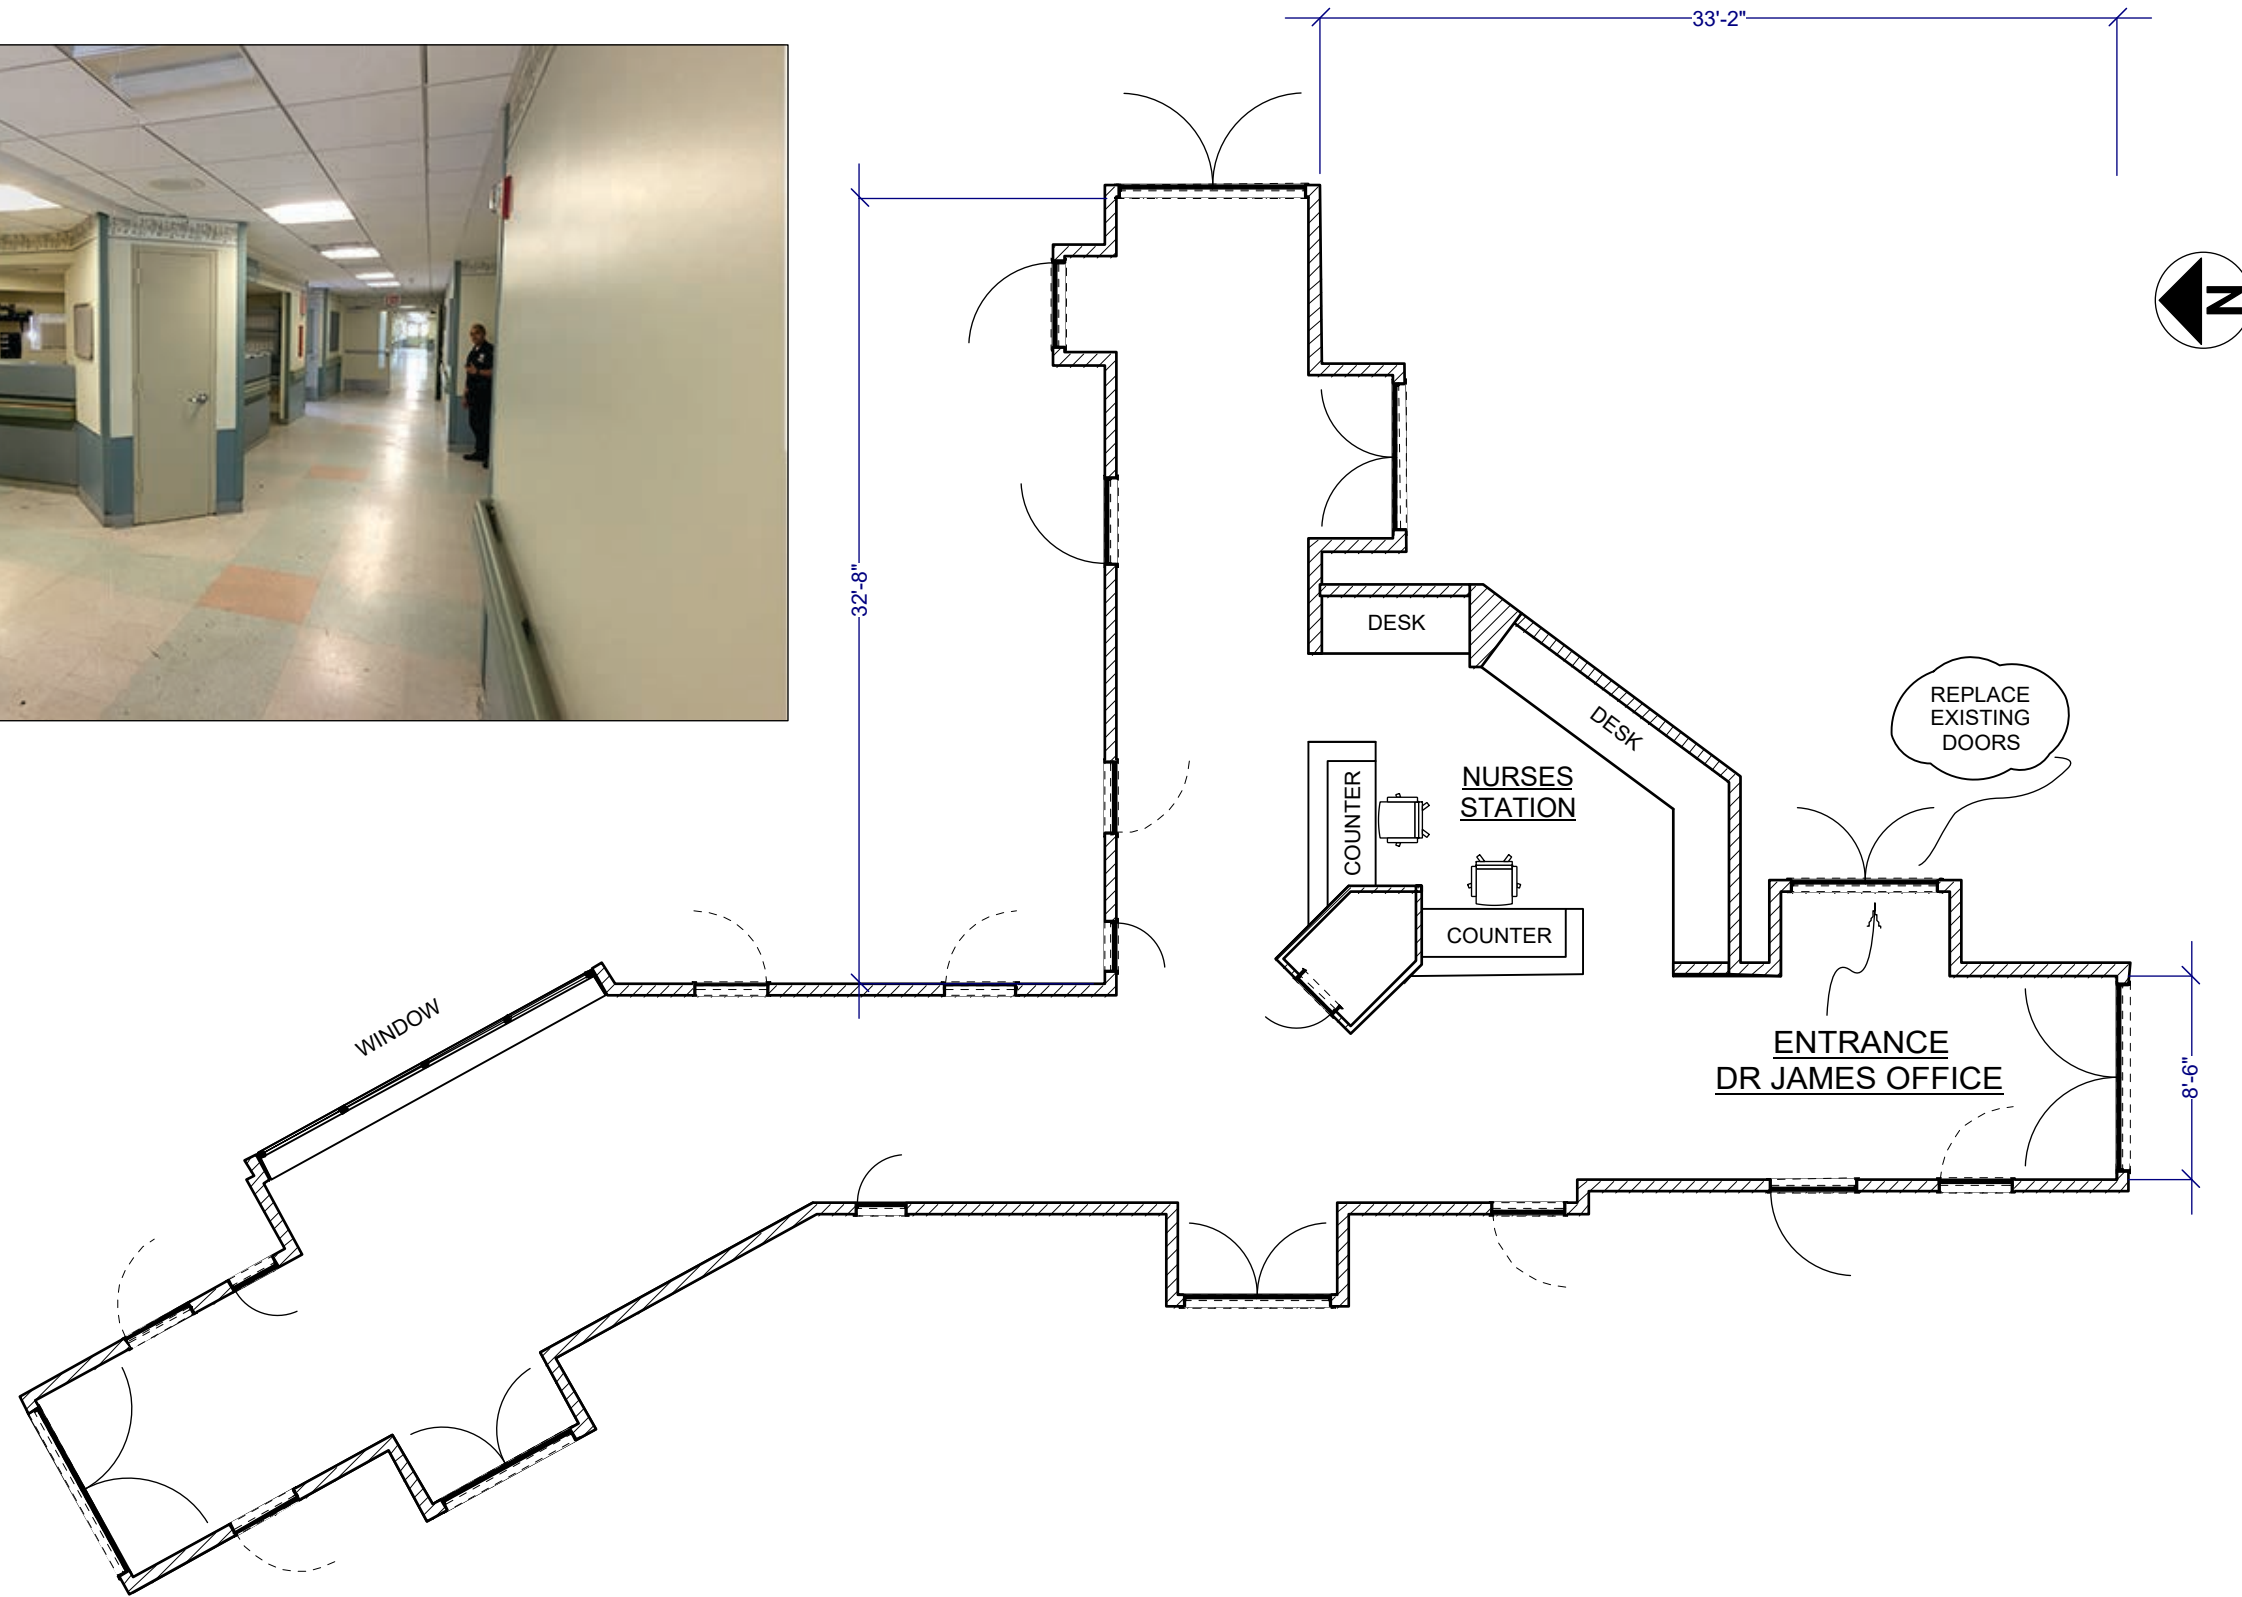 33'-2"
N
32'-8"
DESK
DESK
REPLACE
EXISTING
DOORS
NURSES
STATION
COUNTER
COUNTER
WINDOW
ENTRANCE
DR JAMES OFFICE
8'-6"